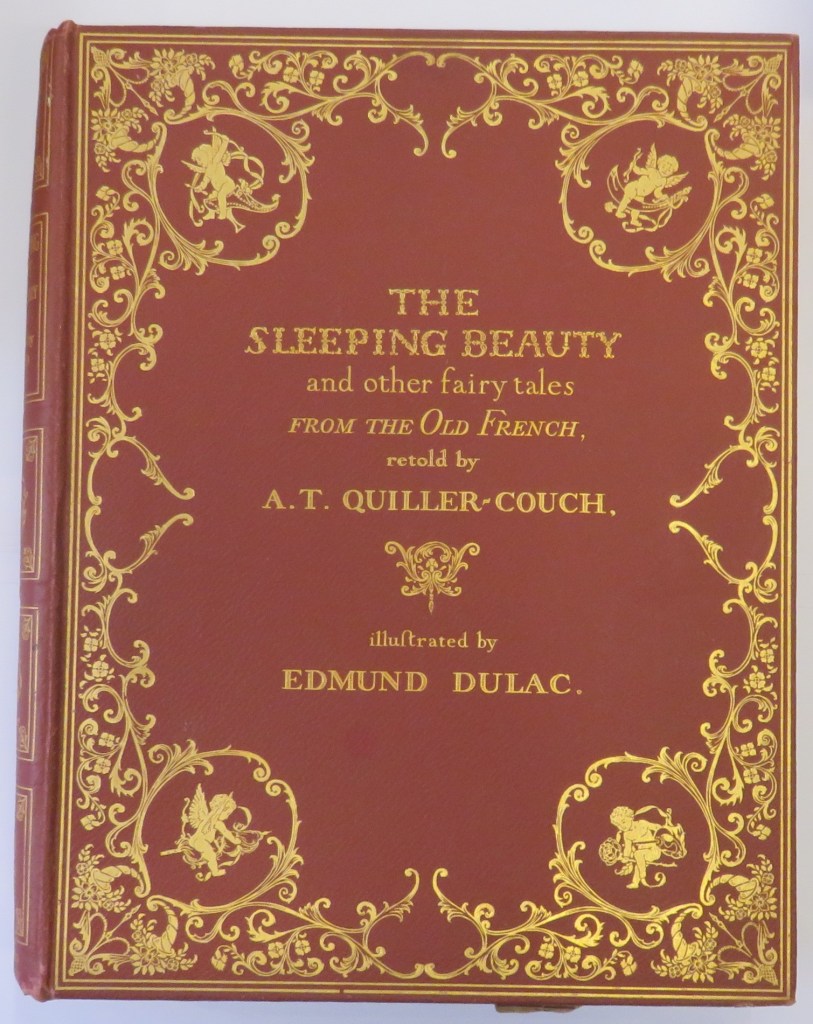 THE
SLEEPING BEAUTY
and other fairy tales
FROM THE OLD FRENCH,
retold by
A.T. QUILLER-COUCH.
illuſtrated by
EDMUND DULAC.